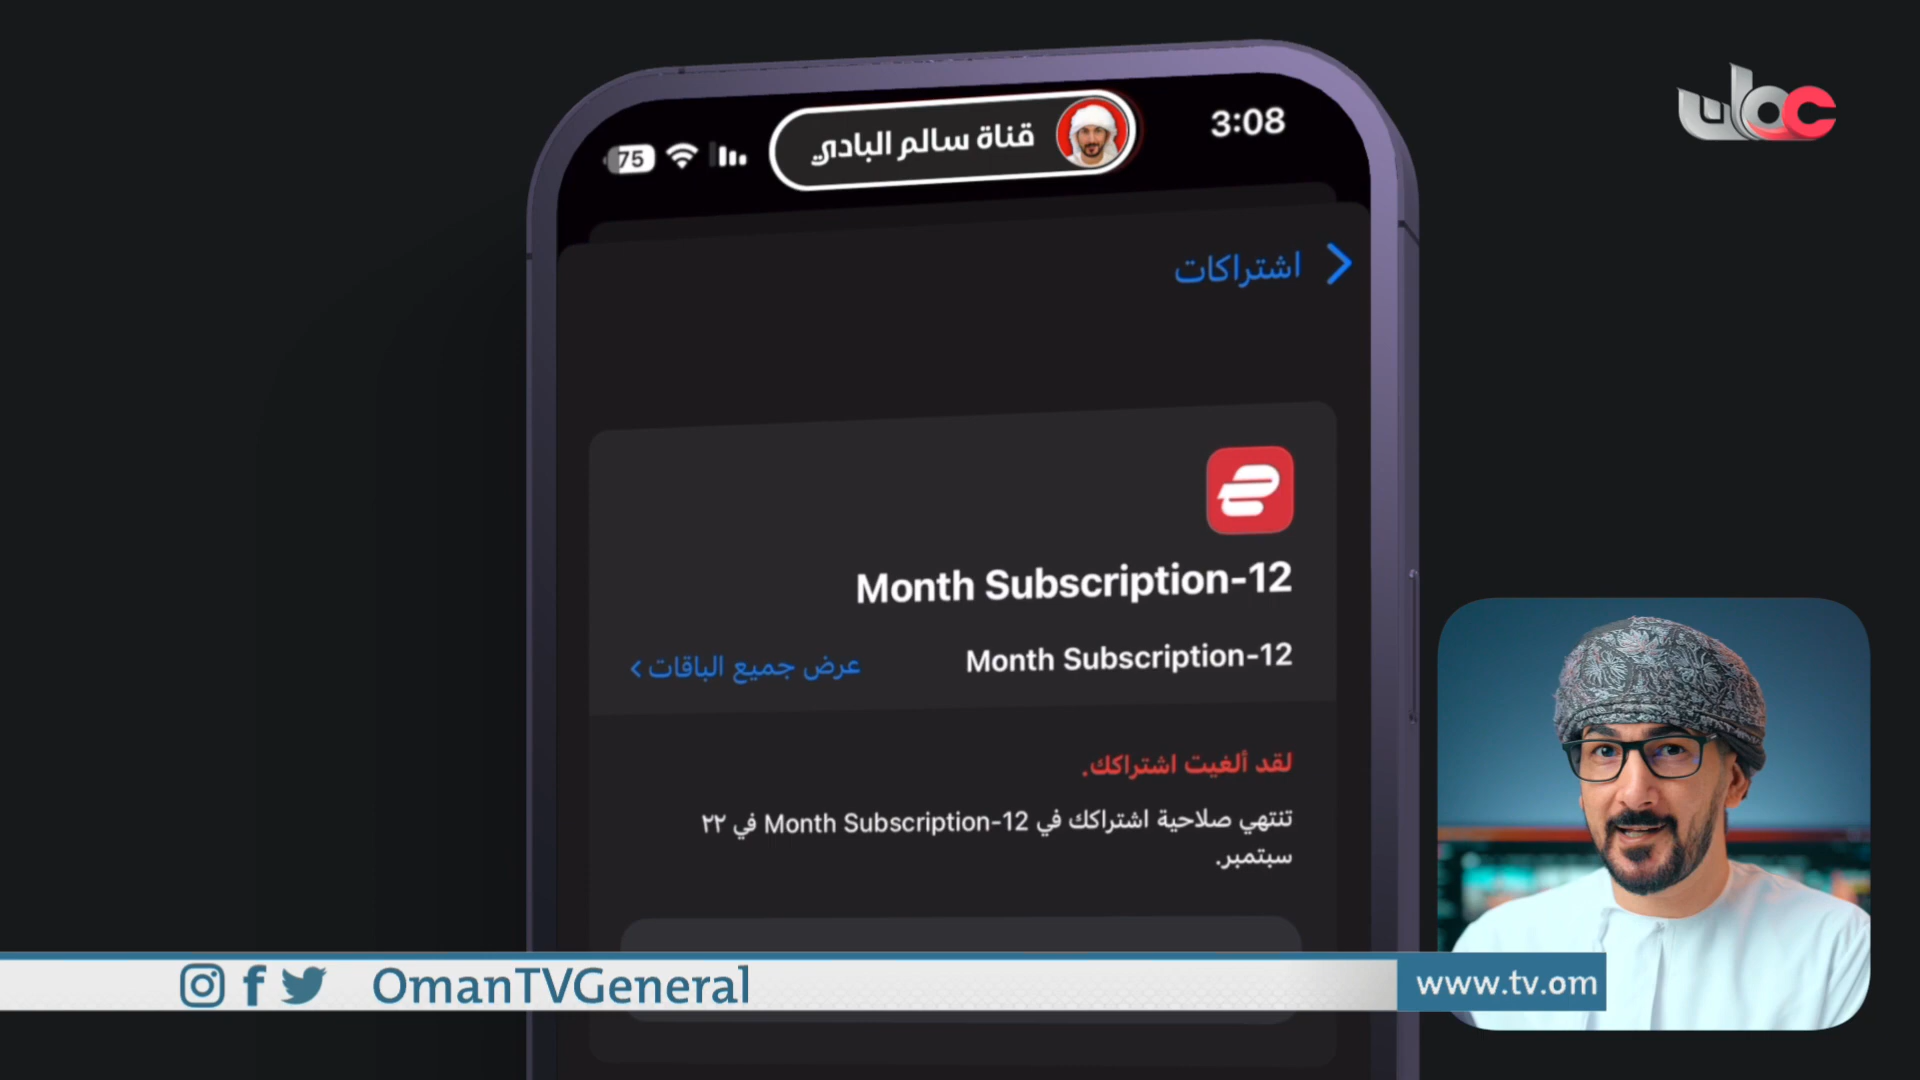 75
قناة سالم البادي
3:08
عمان
اشتراكات
Month Subscription-12
Month Subscription-12
عرض جميع الباقات
لقد ألغيت اشتراكك.
تنتهي صلاحية اشتراكك في Month Subscription-12 في ٢٢
سبتمبر.
OmanTVGeneral
www.tv.om